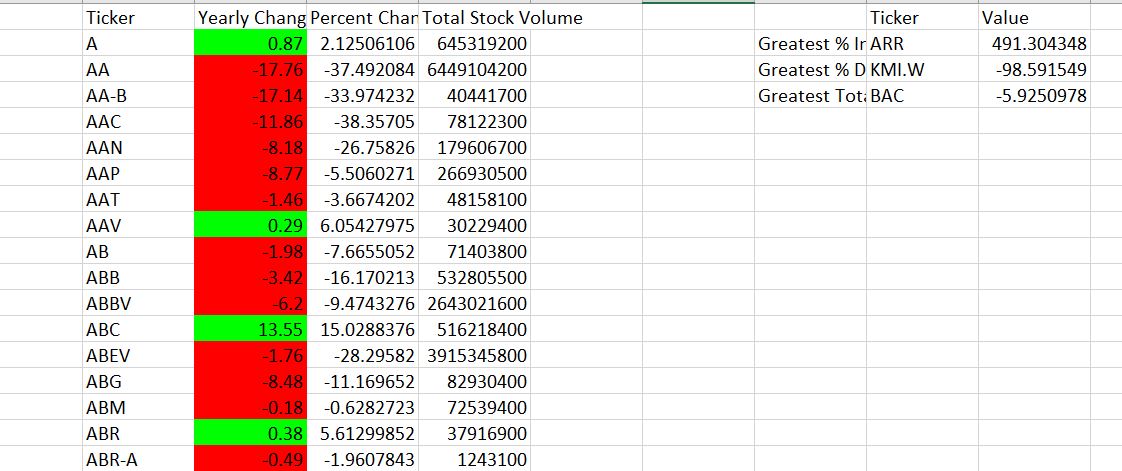 Ticker Yearly Chang Percent Chan Total Stock Volume Ticker Value
A 0.87 2.12506106 645319200 Greatest % Ir ARR 491.304348
AA -17.76 -37.492084 6449104200 Greatest % D KMI.W -98.591549
AA-B -17.14 -33.974232 40441700 Greatest Tota BAC -5.9250978
AAC -11.86 -38.35705 78122300
AAN -8.18 -26.75826 179606700
AAP -8.77 -5.5060271 266930500
AAT -1.46 -3.6674202 48158100
AAV 0.29 6.05427975 30229400
AB -1.98 -7.6655052 71403800
ABB -3.42 -16.170213 532805500
ABBV -6.2 -9.4743276 2643021600
ABC 13.55 15.0288376 516218400
ABEV -1.76 -28.29582 3915345800
ABG -8.48 -11.169652 82930400
ABM -0.18 -0.6282723 72539400
ABR 0.38 5.61299852 37916900
ABR-A -0.49 -1.9607843 1243100